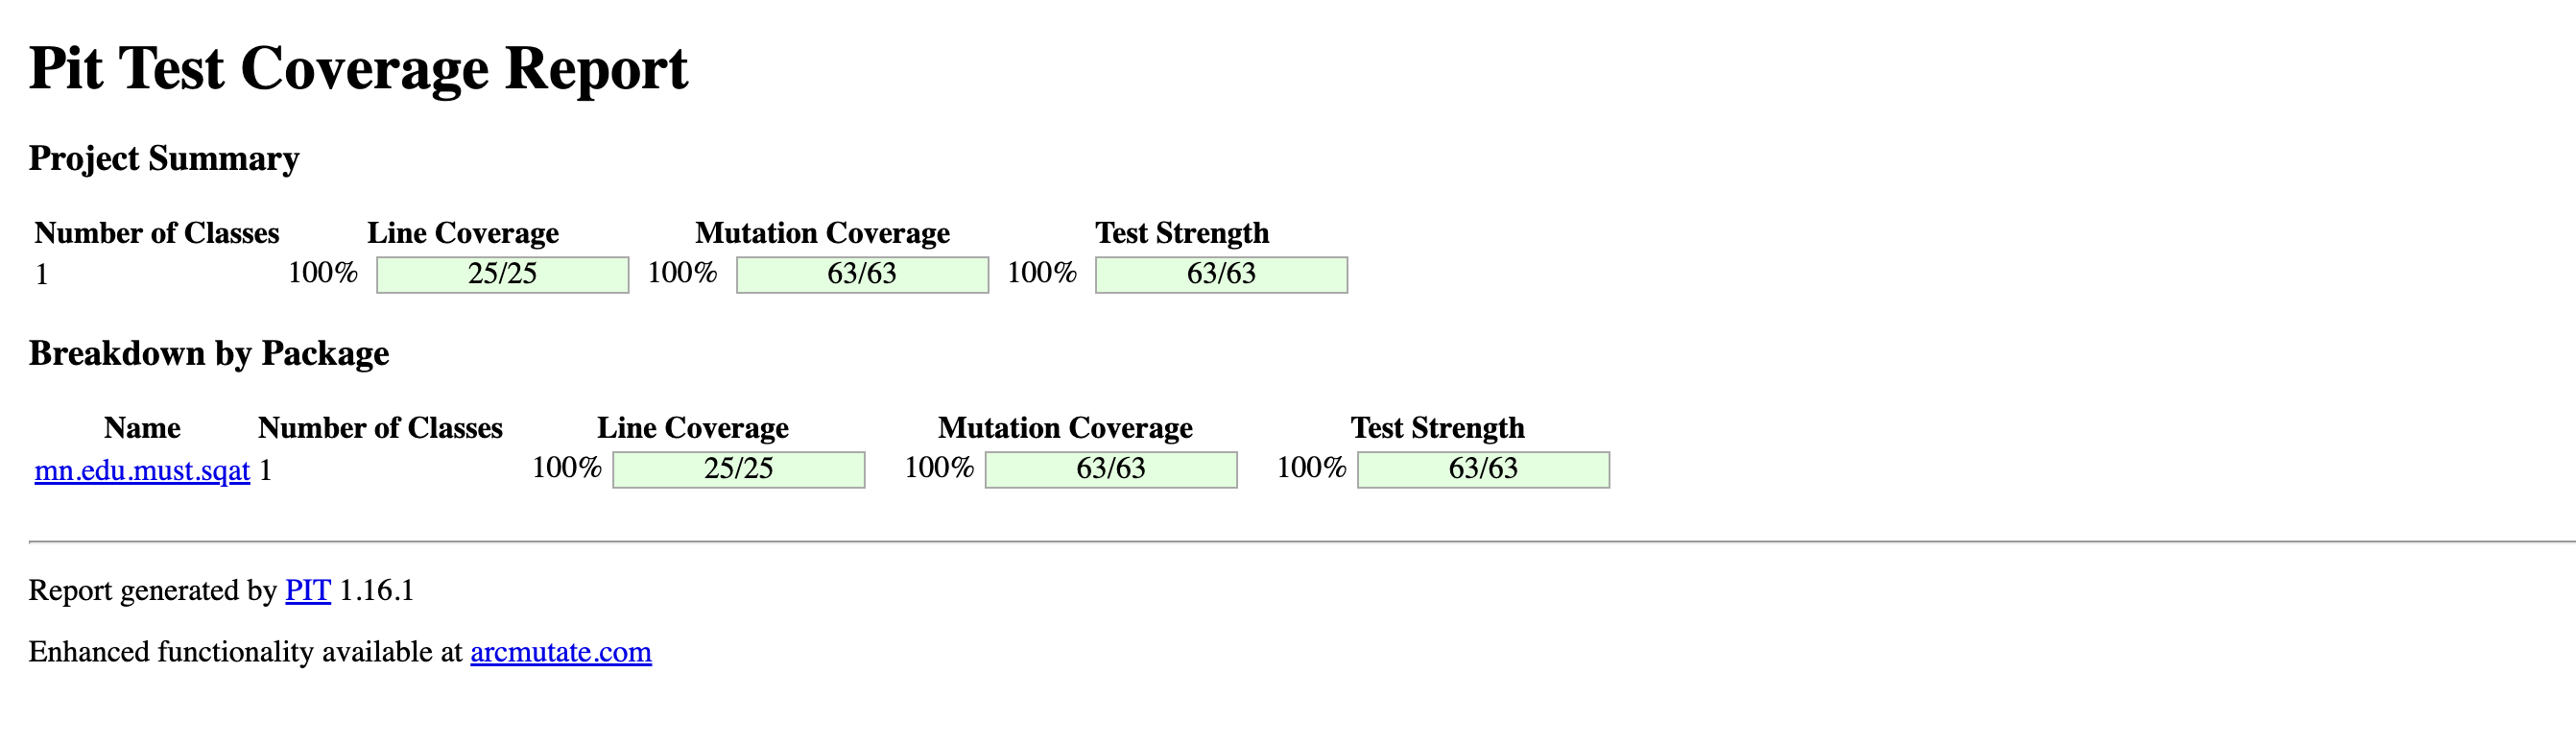 Pit Test Coverage Report
Project Summary
Number of Classes Line Coverage Mutation Coverage Test Strength
1 100% 25/25 100% 63/63 100% 63/63
Breakdown by Package
Name Number of Classes Line Coverage Mutation Coverage Test Strength
mn.edu.must.sqat 1 100% 25/25 100% 63/63 100% 63/63
Report generated by PIT 1.16.1
Enhanced functionality available at arcmutate.com